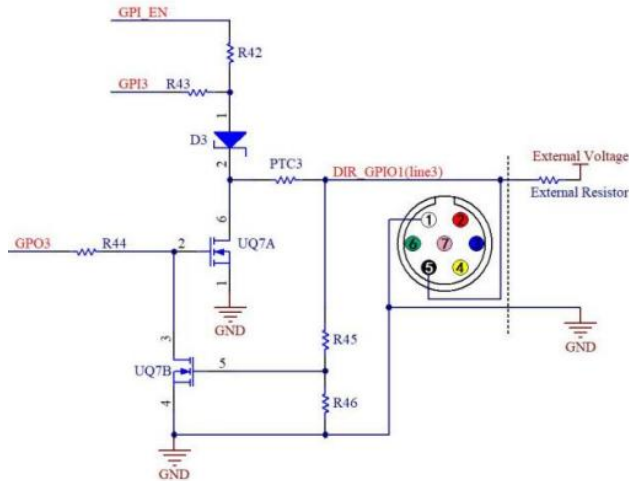 GPI_EN
R42
GPI3
R43
1
D3
2
PTC3
DIR_GPIO1(line3)
External Voltage
External Resistor
6
1
2
GPO3
R44
2
UQ7A
6
7
3
5
4
1
GND
GND
3
R45
UQ7B
5
4
R46
GND